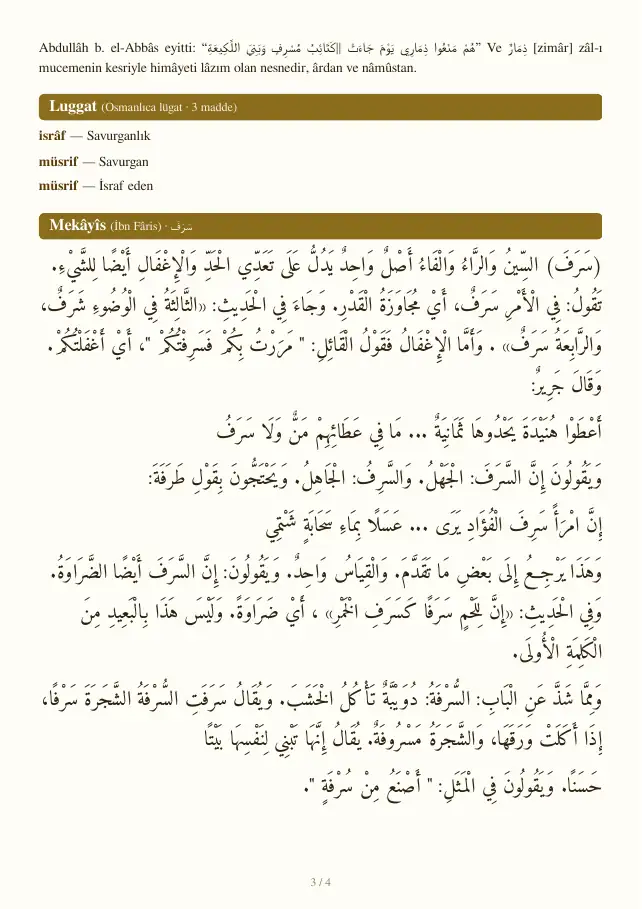 Abdullâh b. el-Abbâs eyitti: “هُمْ مَنَعُوا ذِمَارِى يَوْمَ جَاءَتْ || كَتَائِبُ مُسْرِفٍ وَبَنِى اللَّكِيعَةِ” Ve ذِمَارٌ [zimâr] zâl-ı
mucemenin kesriyle himâyeti lâzım olan nesnedir, ârdan ve nâmûstan.
Luggat (Osmanlıca lügat · 3 madde)
isrâf — Savurganlık
müsrif — Savurgan
müsrif — İsraf eden
Mekâyîs (İbn Fâris) · سَرَفَ
(سَرَفَ) السِّينُ وَالرَّاءُ وَالْفَاءُ أَصْلٌ وَاحِدٌ يَدُلُّ عَلَى تَعَدِّي الْحَدِّ وَالْإِغْفَالِ أَيْضًا لِلشَّيْءِ.
تَقُولُ: فِي الْأَمْرِ سَرَفٌ، أَيْ مُجَاوَزَةُ الْقَدْرِ. وَجَاءَ فِي الْحَدِيثِ: «الثَّالِثَةُ فِي الْوُضُوءِ شَرَفٌ،
وَالرَّابِعَةُ سَرَفٌ» . وَأَمَّا الْإِغْفَالُ فَقَوْلُ الْقَائِلِ: " مَرَرْتُ بِكُمْ فَسَرِفْتُكُمْ "، أَيْ أَغْفَلْتُكُمْ.
وَقَالَ جَرِيرٌ:
أَعْطَوْا هُنَيْدَةَ يَحْدُوهَا ثَمَانِيَةٌ ... مَا فِي عَطَائِهِمْ مَنٌّ وَلَا سَرَفُ
وَيَقُولُونَ إِنَّ السَّرَفَ: الْجَهْلُ. وَالسَّرِفُ: الْجَاهِلُ. وَيَحْتَجُّونَ بِقَوْلِ طَرَفَةَ:
إِنَّ امْرَأً سَرِفَ الْفُؤَادِ يَرَى ... عَسَلًا بِمَاءِ سَحَابَةٍ شَتْمِي
وَهَذَا يَرْجِعُ إِلَى بَعْضِ مَا تَقَدَّمَ. وَالْقِيَاسُ وَاحِدٌ. وَيَقُولُونَ: إِنَّ السَّرَفَ أَيْضًا الضَّرَاوَةُ.
وَفِي الْحَدِيثِ: «إِنَّ لِلَّحْمِ سَرَفًا كَسَرَفِ الْخَمْرِ» ، أَيْ ضَرَاوَةً. وَلَيْسَ هَذَا بِالْبَعِيدِ مِنَ
الْكَلِمَةِ الْأُولَى.
وَمِمَّا شَذَّ عَنِ الْبَابِ: السُّرْفَةُ: دُوَيْبَّةٌ تَأْكُلُ الْخَشَبَ. وَيُقَالُ سَرَفَتِ السُّرْفَةُ الشَّجَرَةَ سَرْفًا،
إِذَا أَكَلَتْ وَرَقَهَا، وَالشَّجَرَةُ مَسْرُوفَةٌ. يُقَالُ إِنَّهَا تَبْنِي لِنَفْسِهَا بَيْتًا
حَسَنًا. وَيَقُولُونَ فِي الْمَثَلِ: " أَصْنَعُ مِنْ سُرْفَةٍ ".
3 / 4